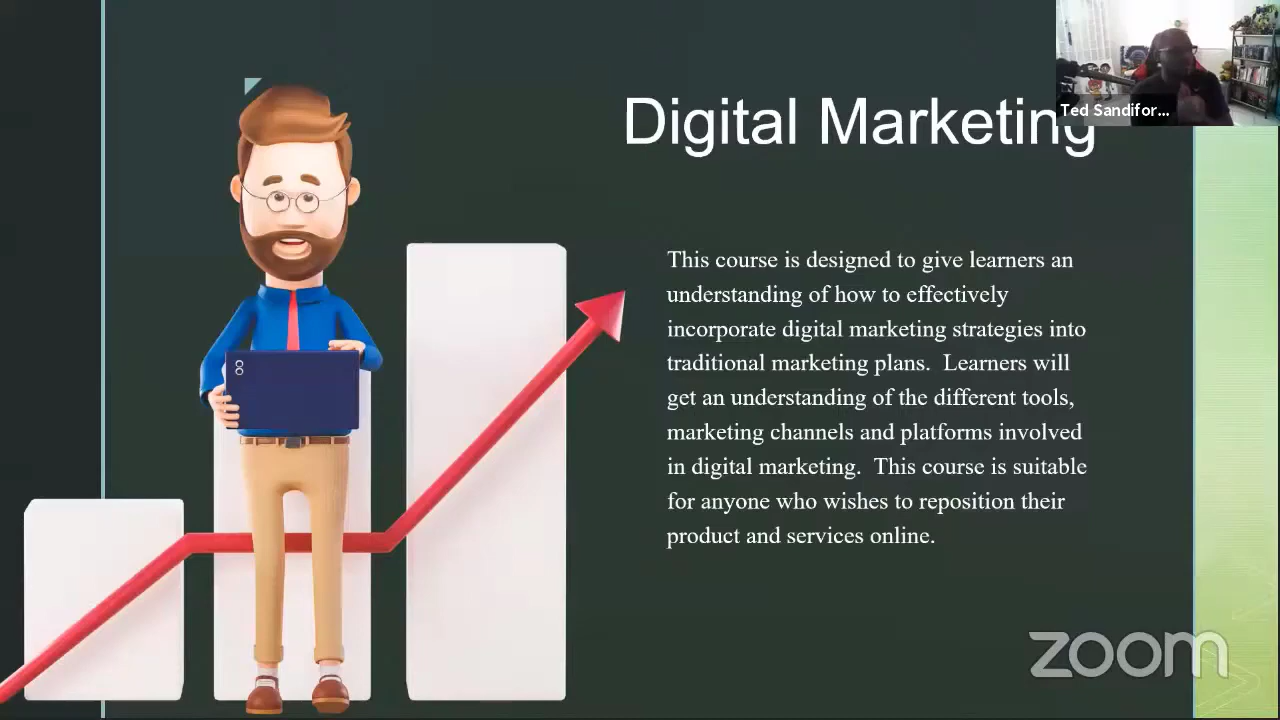 Digital Marketing
Ted Sandifor...
This course is designed to give learners an
understanding of how to effectively
incorporate digital marketing strategies into
traditional marketing plans.  Learners will
get an understanding of the different tools,
marketing channels and platforms involved
in digital marketing.  This course is suitable
for anyone who wishes to reposition their
product and services online.
zoom